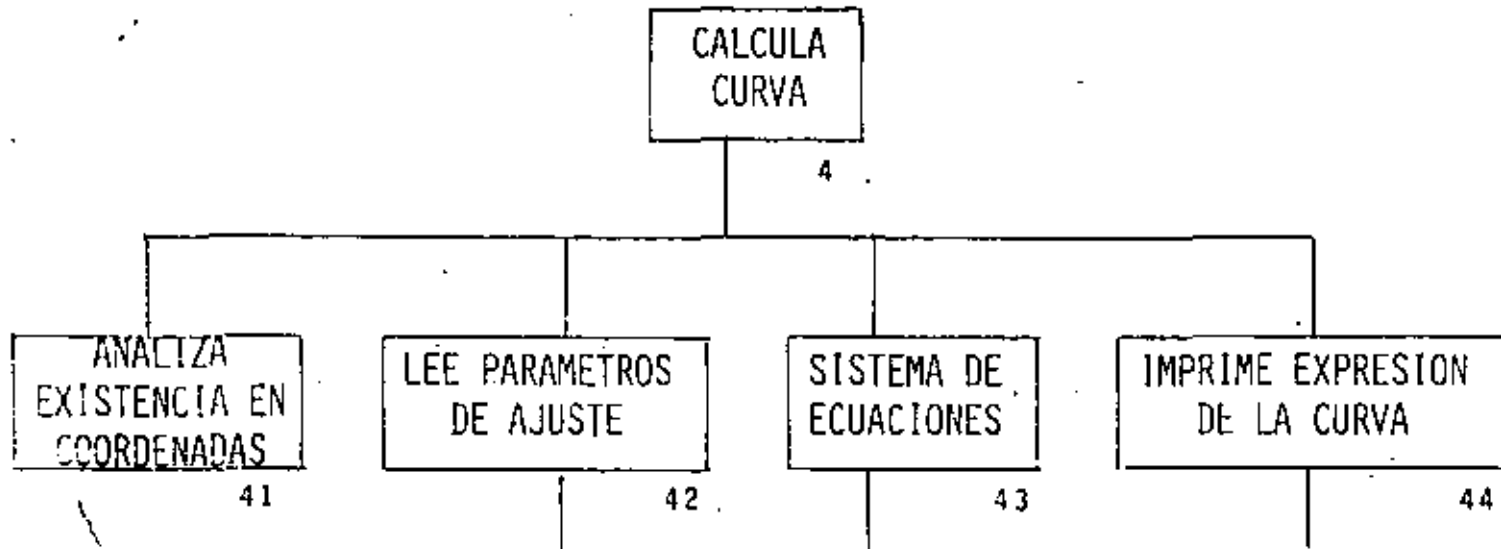 CALCULA
CURVA
4
ANALIZA
EXISTENCIA EN
COORDENADAS
41
LEE PARAMETROS
DE AJUSTE
42
SISTEMA DE
ECUACIONES
43
IMPRIME EXPRESION
DE LA CURVA
44